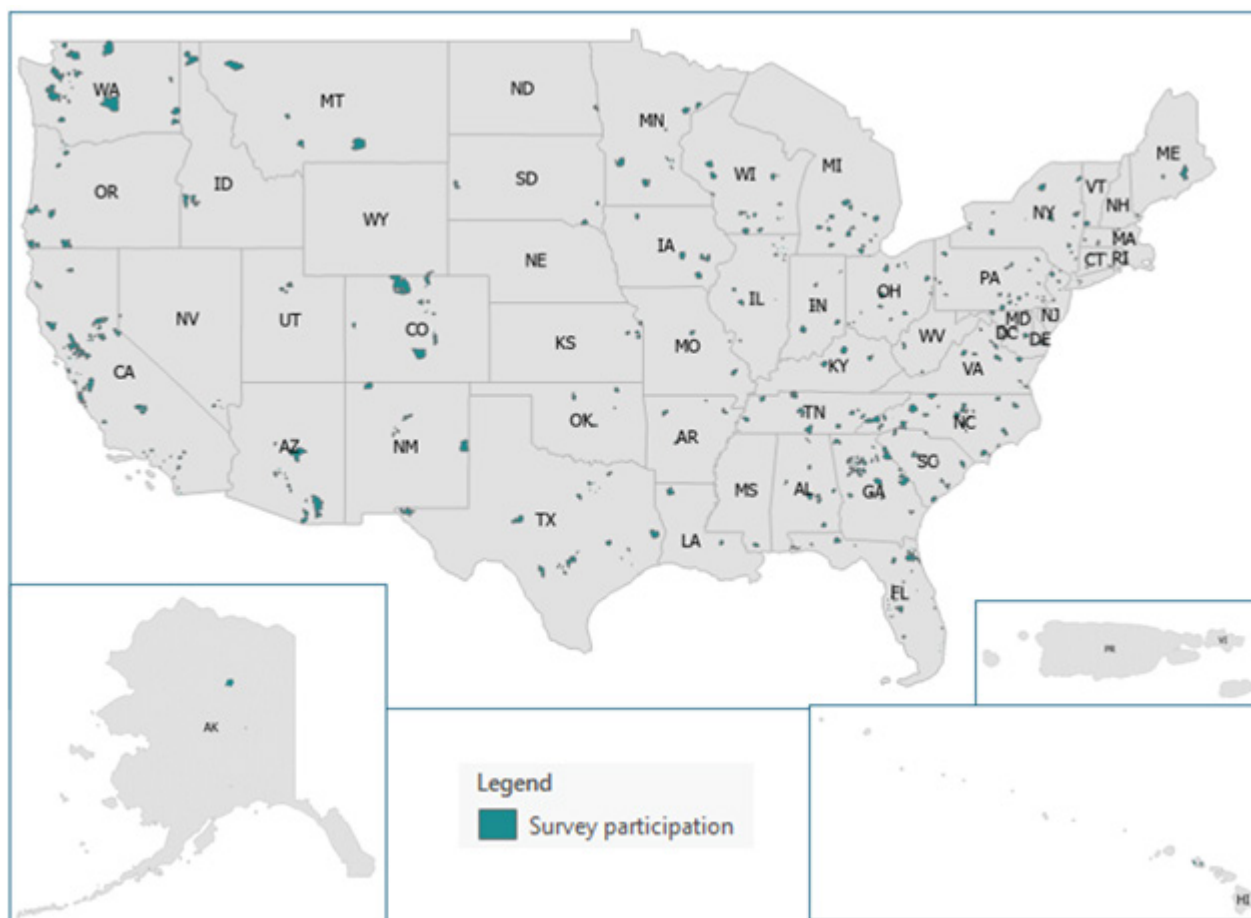 WA
MT
ND
MN
ME
OR
ID
SD
WI
MI
VT
NH
NY
WY
MA
IA
NE
CT
RI
PA
NV
UT
CO
IL
IN
OH
NJ
MD
DC
DE
KS
MO
WV
VA
KY
CA
OK
TN
NC
AZ
NM
AR
SC
MS
AL
GA
TX
LA
FL
AK
PR
VI
HI
Legend
Survey participation